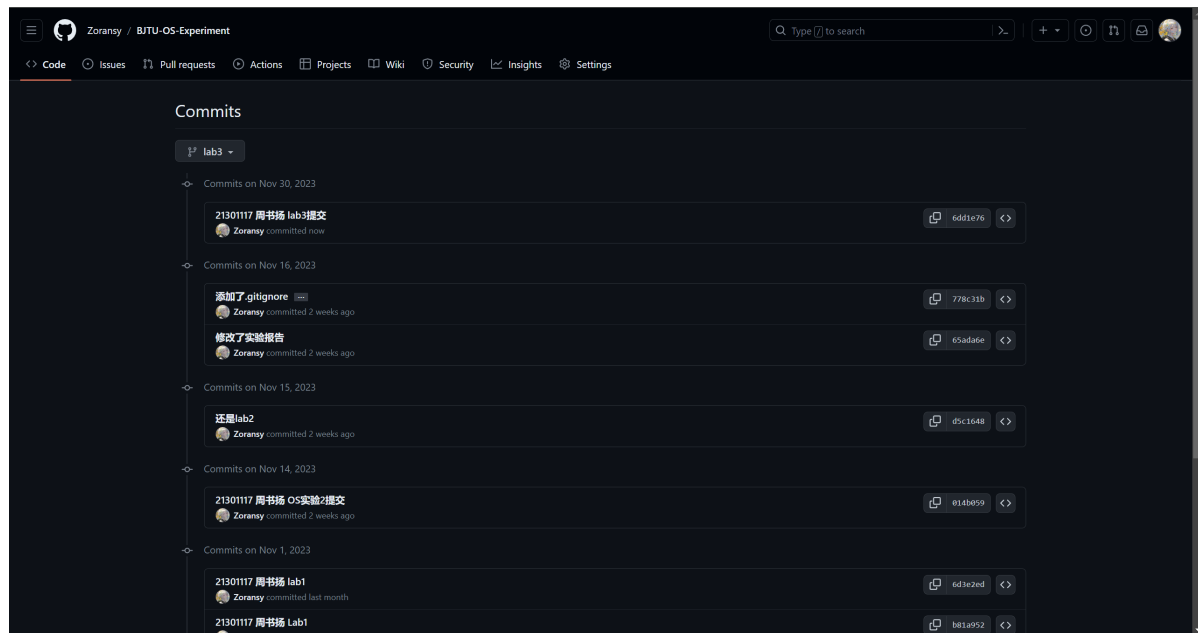 Zoransy / BJTU-OS-Experiment
Type / to search
Code Issues Pull requests Actions Projects Wiki Security Insights Settings
Commits
lab3
Commits on Nov 30, 2023
21301117 周书扬 lab3提交
6dd1e76
Zoransy committed now
Commits on Nov 16, 2023
添加了.gitignore ...
778c31b
Zoransy committed 2 weeks ago
修改了实验报告
65ada6e
Zoransy committed 2 weeks ago
Commits on Nov 15, 2023
还是lab2
d5c1648
Zoransy committed 2 weeks ago
Commits on Nov 14, 2023
21301117 周书扬 OS实验2提交
014b059
Zoransy committed 2 weeks ago
Commits on Nov 1, 2023
21301117 周书扬 lab1
6d3e2ed
Zoransy committed last month
21301117 周书扬 Lab1
b81a952